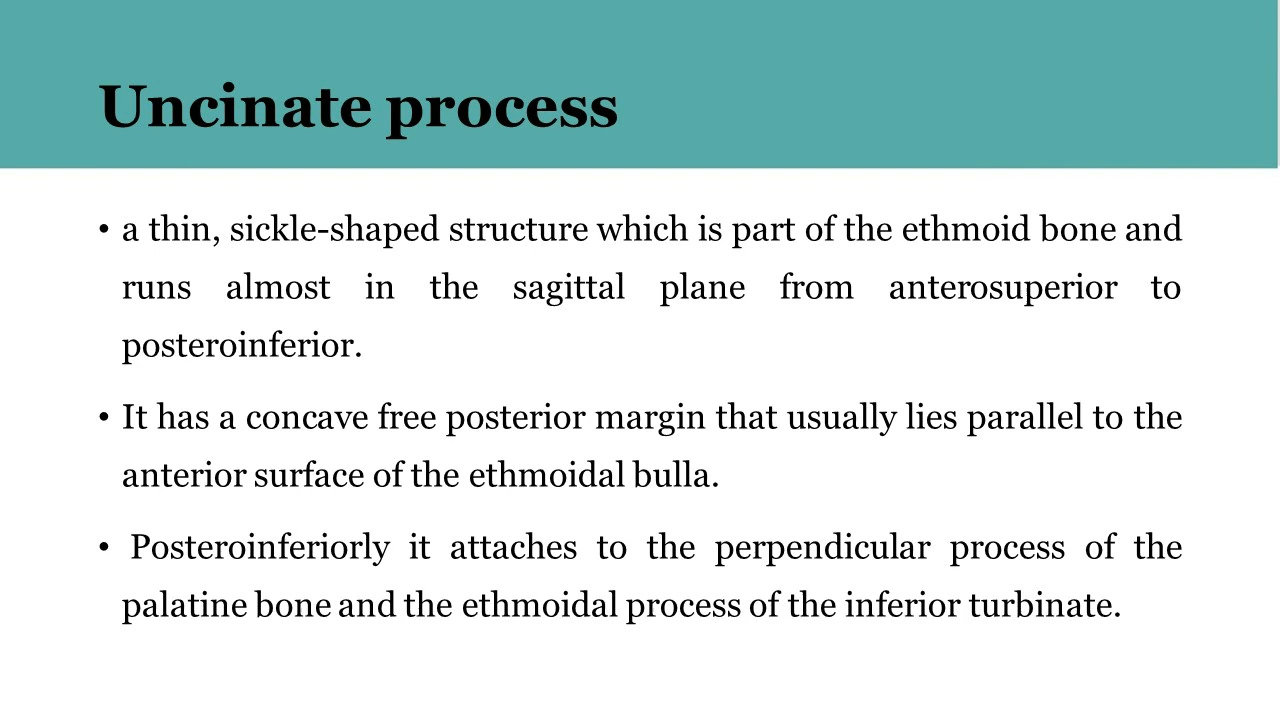 Uncinate process
• a thin, sickle-shaped structure which is part of the ethmoid bone and
runs almost in the sagittal plane from anterosuperior to
posteroinferior.
• It has a concave free posterior margin that usually lies parallel to the
anterior surface of the ethmoidal bulla.
• Posteroinferiorly it attaches to the perpendicular process of the
palatine bone and the ethmoidal process of the inferior turbinate.